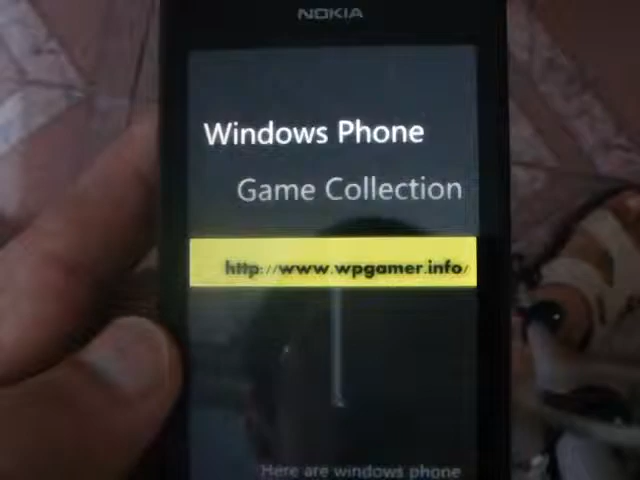 NOKIA
Windows Phone
Game Collection
http://www.wpgamer.info/
Here are windows phone